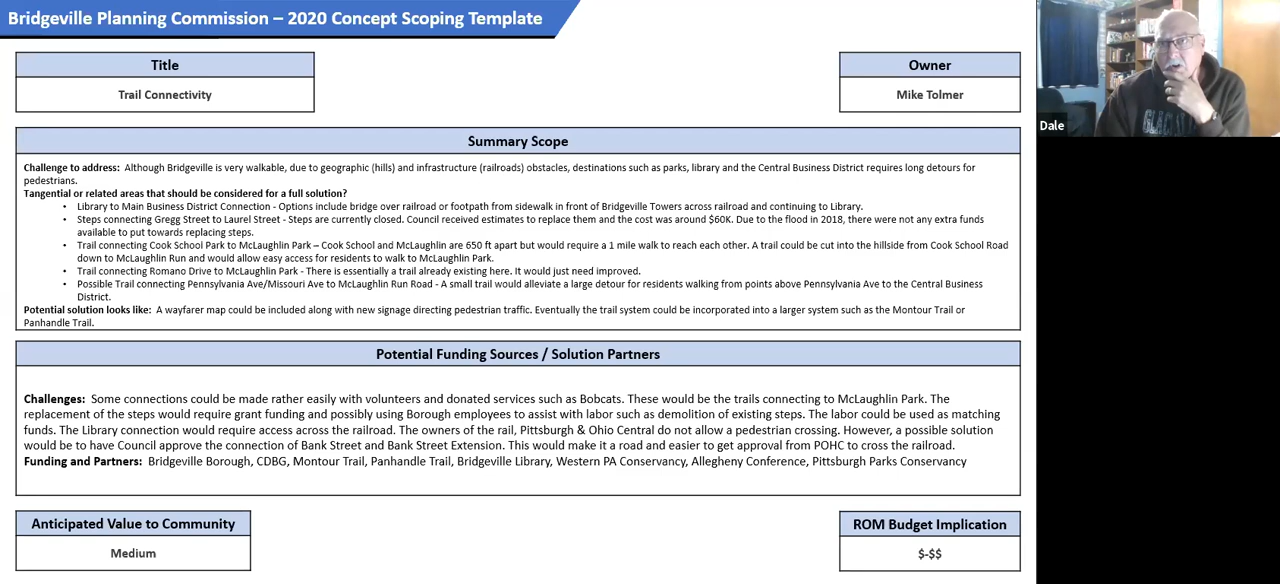 Bridgeville Planning Commission – 2020 Concept Scoping Template
Title
Trail Connectivity
Owner
Mike Tolmer
Dale
Summary Scope
Challenge to address: Although Bridgeville is very walkable, due to geographic (hills) and infrastructure (railroads) obstacles, destinations such as parks, library and the Central Business District requires long detours for
pedestrians.
Tangential or related areas that should be considered for a full solution?
• Library to Main Business District Connection - Options include bridge over railroad or footpath from sidewalk in front of Bridgeville Towers across railroad and continuing to Library.
• Steps connecting Gregg Street to Laurel Street - Steps are currently closed. Council received estimates to replace them and the cost was around $60K. Due to the flood in 2018, there were not any extra funds
available to put towards replacing steps.
• Trail connecting Cook School Park to McLaughlin Park – Cook School and McLaughlin are 650 ft apart but would require a 1 mile walk to reach each other. A trail could be cut into the hillside from Cook School Road
down to McLaughlin Run and would allow easy access for residents to walk to McLaughlin Park.
• Trail connecting Romano Drive to McLaughlin Park - There is essentially a trail already existing here. It would just need improved.
• Possible Trail connecting Pennsylvania Ave/Missouri Ave to McLaughlin Run Road - A small trail would alleviate a large detour for residents walking from points above Pennsylvania Ave to the Central Business
District.
Potential solution looks like: A wayfarer map could be included along with new signage directing pedestrian traffic. Eventually the trail system could be incorporated into a larger system such as the Montour Trail or
Panhandle Trail.
Potential Funding Sources / Solution Partners
Challenges: Some connections could be made rather easily with volunteers and donated services such as Bobcats. These would be the trails connecting to McLaughlin Park. The
replacement of the steps would require grant funding and possibly using Borough employees to assist with labor such as demolition of existing steps. The labor could be used as matching
funds. The Library connection would require access across the railroad. The owners of the rail, Pittsburgh & Ohio Central do not allow a pedestrian crossing. However, a possible solution
would be to have Council approve the connection of Bank Street and Bank Street Extension. This would make it a road and easier to get approval from POHC to cross the railroad.
Funding and Partners: Bridgeville Borough, CDBG, Montour Trail, Panhandle Trail, Bridgeville Library, Western PA Conservancy, Allegheny Conference, Pittsburgh Parks Conservancy
Anticipated Value to Community
Medium
ROM Budget Implication
$-$$